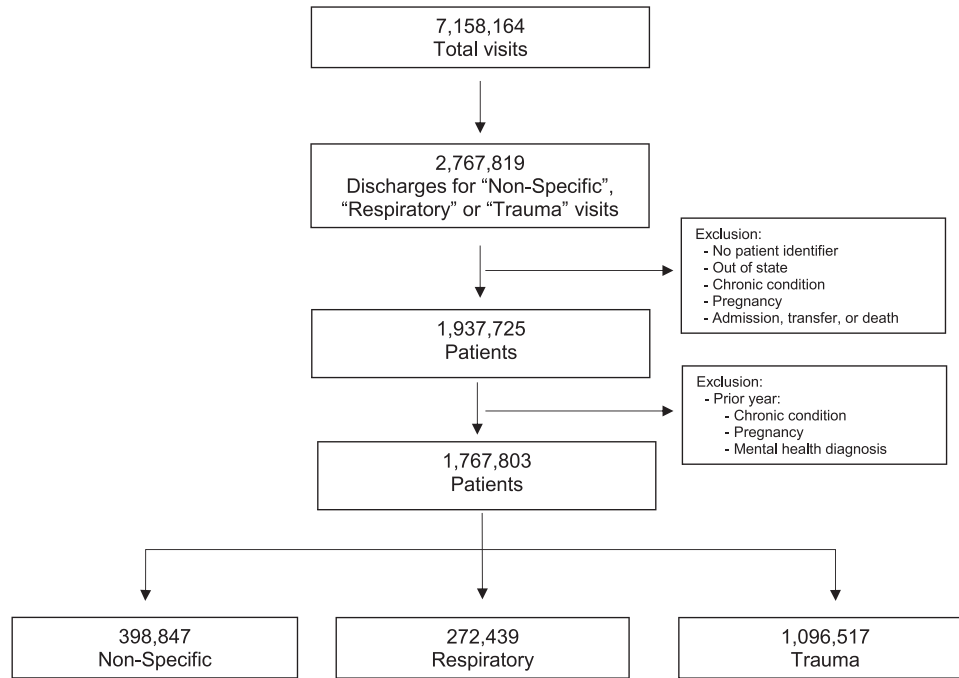 7,158,164
Total visits
2,767,819
Discharges for “Non-Specific”,
“Respiratory” or “Trauma” visits
Exclusion:
- No patient identifier
- Out of state
- Chronic condition
- Pregnancy
- Admission, transfer, or death
1,937,725
Patients
Exclusion:
- Prior year:
- Chronic condition
- Pregnancy
- Mental health diagnosis
1,767,803
Patients
398,847
Non-Specific
272,439
Respiratory
1,096,517
Trauma